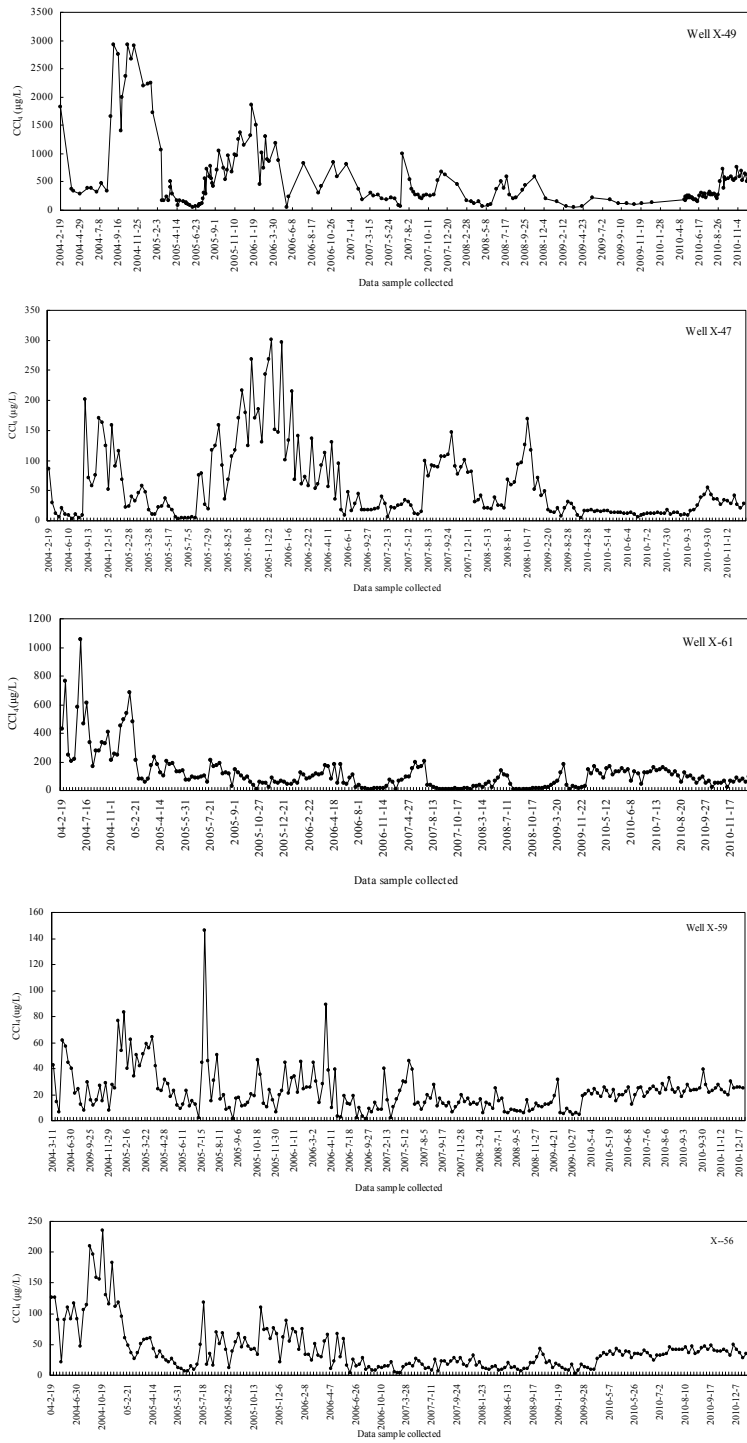 Well X-49
CCl₄ (µg/L)
3500
3000
2500
2000
1500
1000
500
0
2004-2-19 2004-4-29 2004-7-8 2004-9-16 2004-11-25 2005-2-3 2005-4-14 2005-6-23 2005-9-1 2005-11-10 2006-1-19 2006-3-30 2006-6-8 2006-8-17 2006-10-26 2007-1-4 2007-3-15 2007-5-24 2007-8-2 2007-10-11 2007-12-20 2008-2-28 2008-5-8 2008-7-17 2008-9-25 2008-12-4 2009-2-12 2009-4-23 2009-7-2 2009-9-10 2009-11-19 2010-1-28 2010-4-8 2010-6-17 2010-8-26 2010-11-4
Data sample collected
Well X-47
CCl₄ (µg/L)
350
300
250
200
150
100
50
0
2004-2-19 2004-6-10 2004-9-13 2004-12-15 2005-2-28 2005-3-28 2005-5-17 2005-7-5 2005-7-29 2005-8-25 2005-10-8 2005-11-22 2006-1-6 2006-2-22 2006-4-11 2006-6-1 2006-9-27 2007-2-13 2007-5-12 2007-8-13 2007-9-24 2007-12-11 2008-5-13 2008-8-1 2008-10-17 2009-2-20 2009-8-28 2010-4-28 2010-5-18 2010-6-10 2010-7-2 2010-7-30 2010-9-3 2010-9-30 2010-11-12
Data sample collected
Well X-61
CCl₄(µg/L)
1200
1000
800
600
400
200
0
04-2-19 2004-7-16 2004-11-1 05-2-21 2005-4-14 2005-5-31 2005-7-21 2005-9-1 2005-10-27 2005-12-21 2006-2-22 2006-4-18 2006-8-1 2006-11-14 2007-4-27 2007-8-13 2007-10-17 2008-3-14 2008-7-11 2008-10-17 2009-3-20 2009-11-22 2010-5-12 2010-6-8 2010-7-13 2010-8-20 2010-9-27 2010-11-17
Data sample collected
Well X-59
CCl₄ (ug/L)
160
140
120
100
80
60
40
20
0
2004-3-11 2004-6-30 2009-9-25 2004-11-29 2005-2-16 2005-3-22 2005-4-28 2005-6-11 2005-7-15 2005-8-18 2005-10-18 2005-11-30 2006-1-11 2006-3-2 2006-4-11 2006-7-18 2006-9-27 2007-2-13 2007-5-12 2007-8-5 2007-9-17 2007-11-28 2008-3-24 2008-7-1 2008-9-5 2008-11-27 2009-4-21 2009-10-27 2010-5-4 2010-5-19 2010-6-8 2010-7-6 2010-8-9 2010-9-3 2010-9-30 2010-11-12 2010-12-17
Data sample collected
X--56
CCl₄ (ug/L)
250
200
150
100
50
0
04-2-19 2004-6-30 2004-10-19 05-2-21 2005-4-14 2005-5-31 2005-7-18 2005-8-22 2005-10-13 2005-12-6 2006-2-8 2006-4-7 2006-6-26 2006-10-10 2007-3-28 2007-7-11 2007-9-24 2008-1-23 2008-6-13 2008-9-17 2009-1-19 2009-9-28 2010-5-7 2010-5-26 2010-7-2 2010-8-10 2010-9-17 2010-12-7
Data sample collected